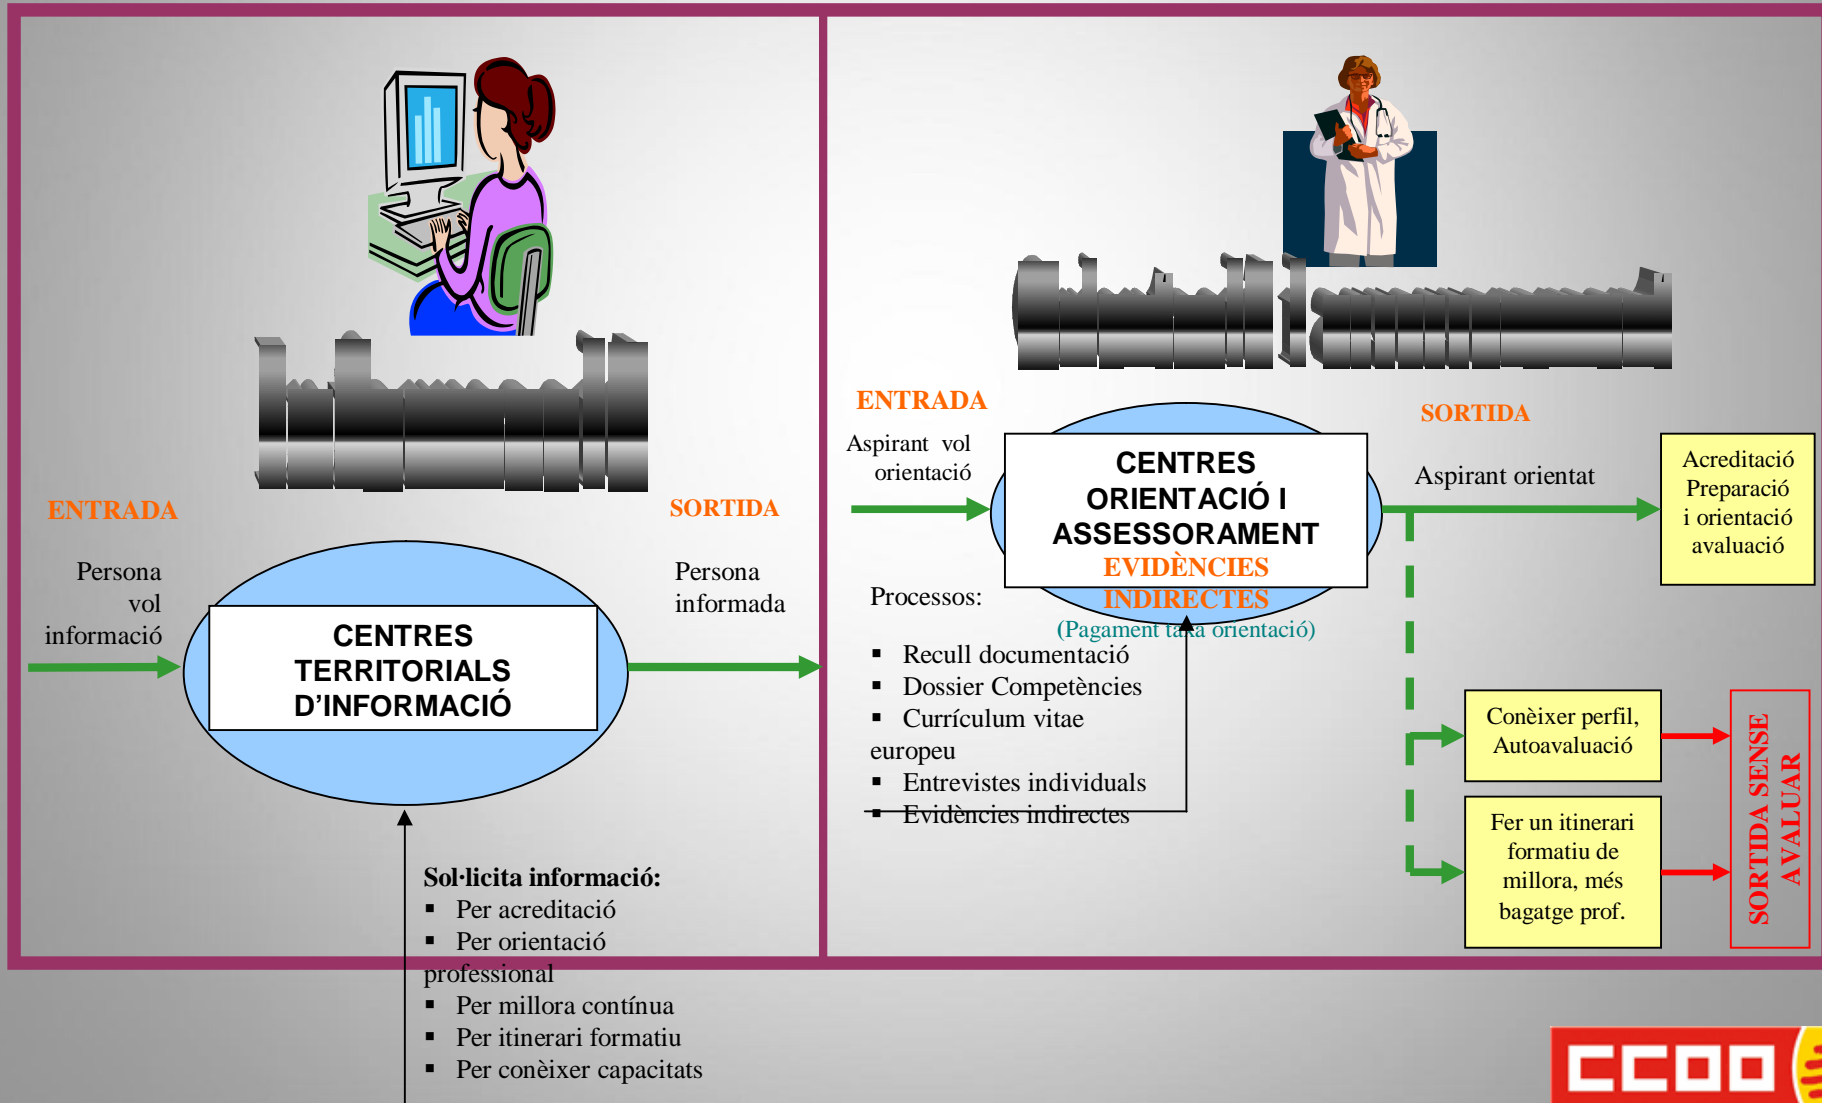 ENTRADA
Persona
vol
informació
CENTRES
TERRITORIALS
D'INFORMACIÓ
SORTIDA
Persona
informada
Sol·licita informació:
▪ Per acreditació
▪ Per orientació
professional
▪ Per millora contínua
▪ Per itinerari formatiu
▪ Per conèixer capacitats
ENTRADA
Aspirant vol
orientació
CENTRES
ORIENTACIÓ I
ASSESSORAMENT
EVIDÈNCIES
INDIRECTES
(Pagament taxa orientació)
Processos:
▪ Recull documentació
▪ Dossier Competències
▪ Currículum vitae
europeu
▪ Entrevistes individuals
▪ Evidències indirectes
SORTIDA
Aspirant orientat
Acreditació
Preparació
i orientació
avaluació
Conèixer perfil,
Autoavaluació
Fer un itinerari
formatiu de
millora, més
bagatge prof.
SORTIDA SENSE
AVALUAR
CCOO